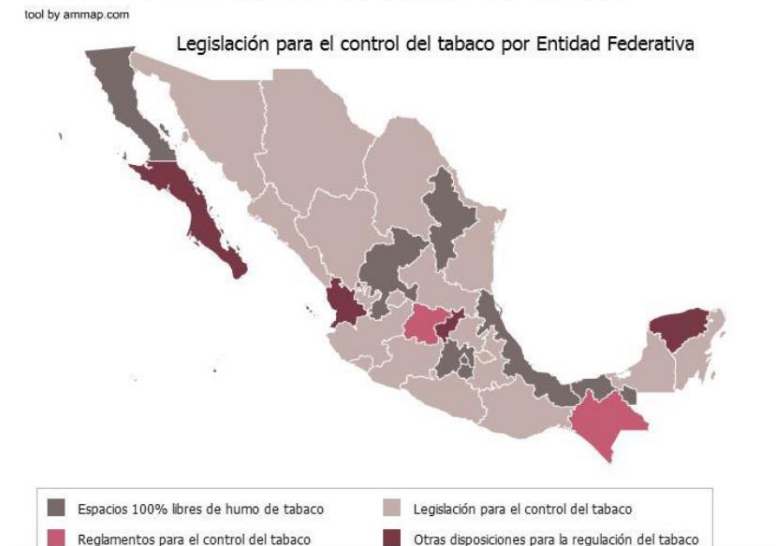 tool by ammap.com
Legislación para el control del tabaco por Entidad Federativa
Espacios 100% libres de humo de tabaco
Legislación para el control del tabaco
Reglamentos para el control del tabaco
Otras disposiciones para la regulación del tabaco